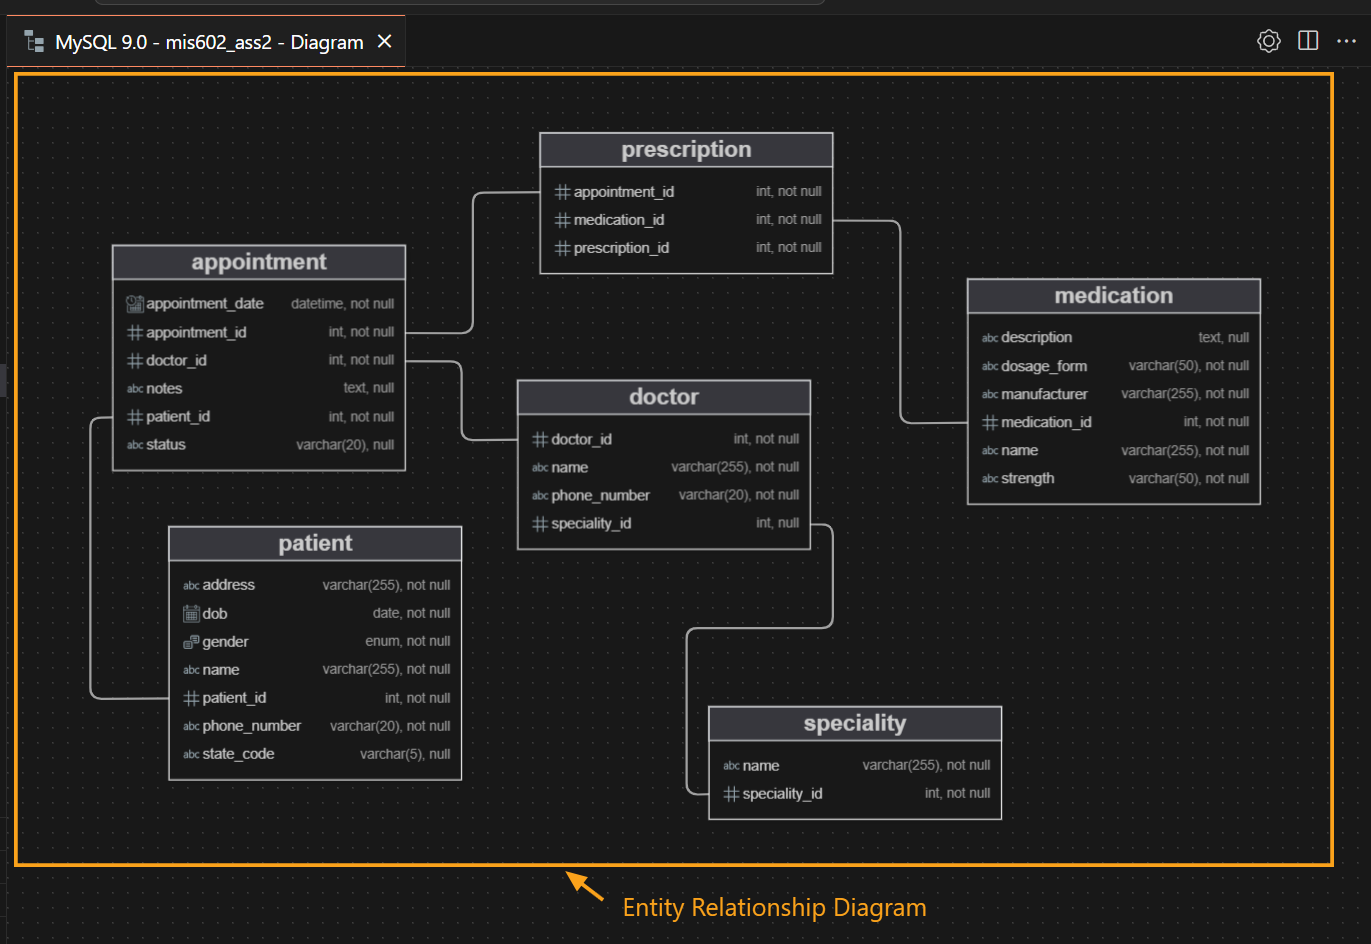 MySQL 9.0 - mis602_ass2 - Diagram
prescription
appointment_id int, not null
medication_id int, not null
prescription_id int, not null
appointment
appointment_date datetime, not null
appointment_id int, not null
doctor_id int, not null
abc notes text, null
patient_id int, not null
abc status varchar(20), null
medication
abc description text, null
abc dosage_form varchar(50), not null
abc manufacturer varchar(255), not null
medication_id int, not null
abc name varchar(255), not null
abc strength varchar(50), not null
doctor
doctor_id int, not null
abc name varchar(255), not null
abc phone_number varchar(20), not null
speciality_id int, null
patient
abc address varchar(255), not null
dob date, not null
gender enum, not null
abc name varchar(255), not null
patient_id int, not null
abc phone_number varchar(20), not null
abc state_code varchar(5), null
speciality
abc name varchar(255), not null
speciality_id int, not null
Entity Relationship Diagram